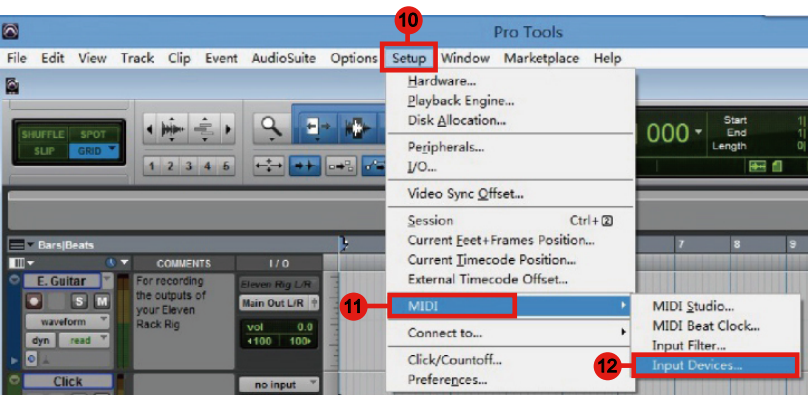 10
Pro Tools
File Edit View Track Clip Event AudioSuite Options Setup Window Marketplace Help
Hardware...
Playback Engine...
Disk Allocation...
Peripherals...
I/O...
Video Sync Offset...
Session Ctrl+2
Current Feet+Frames Position...
Current Timecode Position...
External Timecode Offset...
11
MIDI
Connect to...
Click/Countoff...
Preferences...
MIDI Studio...
MIDI Beat Clock...
Input Filter...
12
Input Devices...
SHUFFLE SPOT
SLIP GRID
1 2 3 4 5
000
Start
End
Length
Bars|Beats
7 8 9
COMMENTS I / O
E. Guitar
S M
waveform
dyn read
For recording
the outputs of
your Eleven
Rack Rig
Eleven Rig L/R
Main Out L/R
vol 0.0
100 100
Click
no input